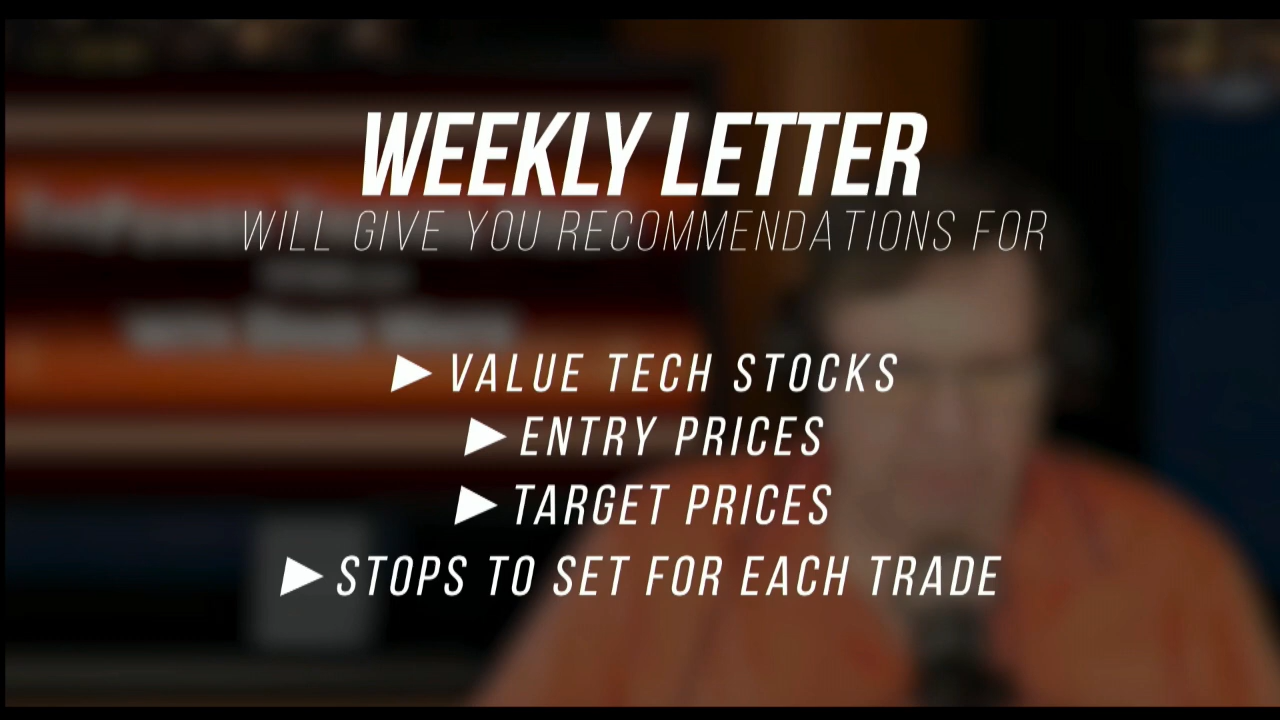 WEEKLY LETTER
WILL GIVE YOU RECOMMENDATIONS FOR
▶ VALUE TECH STOCKS
▶ ENTRY PRICES
▶ TARGET PRICES
▶ STOPS TO SET FOR EACH TRADE